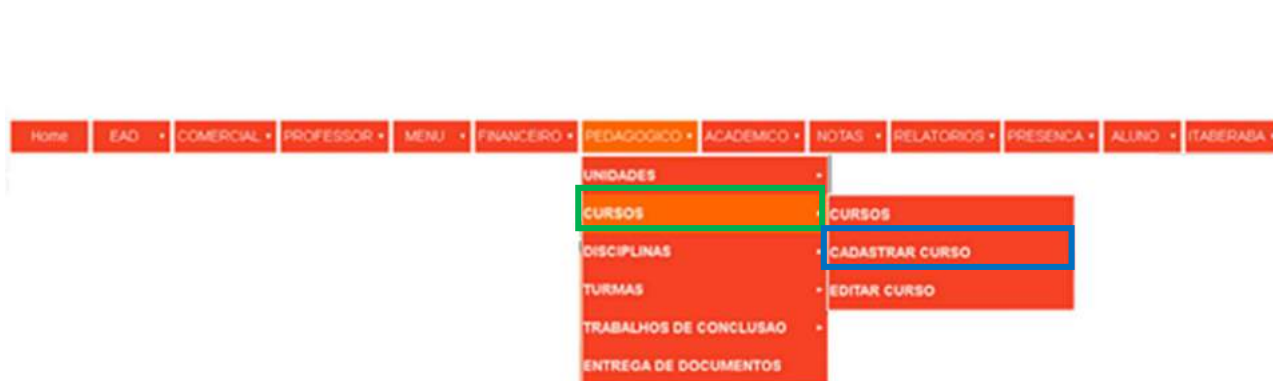 Home EAD COMERCIAL PROFESSOR MENU FINANCEIRO PEDAGOGICO ACADEMICO NOTAS RELATORIOS PRESENCA ALUNO ITABERABA
UNIDADES
CURSOS CURSOS
DISCIPLINAS CADASTRAR CURSO
TURMAS EDITAR CURSO
TRABALHOS DE CONCLUSAO
ENTREGA DE DOCUMENTOS